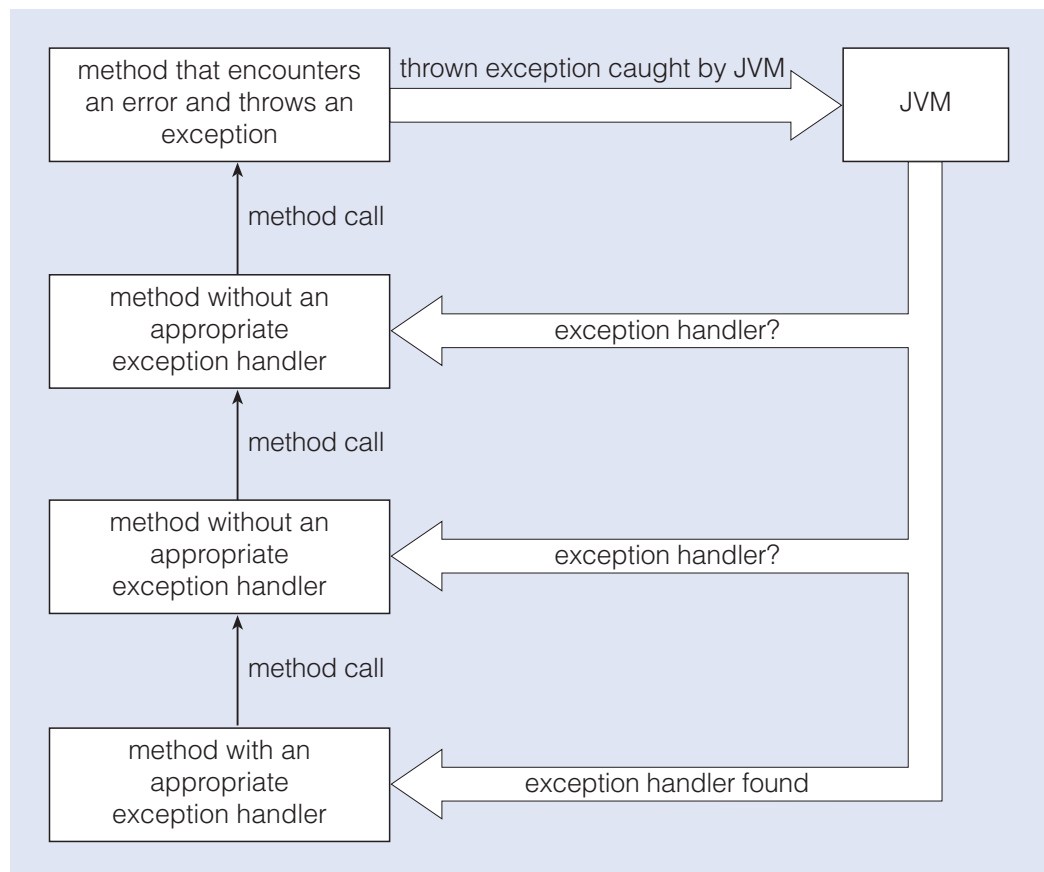 method that encounters
an error and throws an
exception
thrown exception caught by JVM
JVM
method call
method without an
appropriate
exception handler
exception handler?
method call
method without an
appropriate
exception handler
exception handler?
method call
method with an
appropriate
exception handler
exception handler found